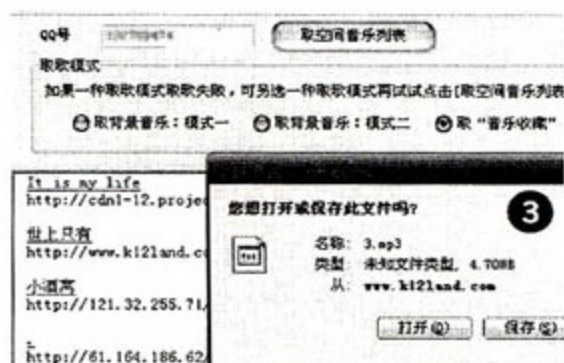 QQ号 取空间音乐列表
取歌模式
如果一种取歌模式取歌失败，可另选一种取歌模式再试试点击[取空间音乐列表
取背景音乐：模式一 取背景音乐：模式二 取“音乐收藏”
It is my life
http://cdn1-12.projec
世上只有
http://www.k12land.co
小酒窝
http://121.32.255.71/
http://61.164.186.62/
您想打开或保存此文件吗?
3
名称: 3.mp3
类型: 未知文件类型, 4.70MB
从: www.k12land.com
打开(O) 保存(S)